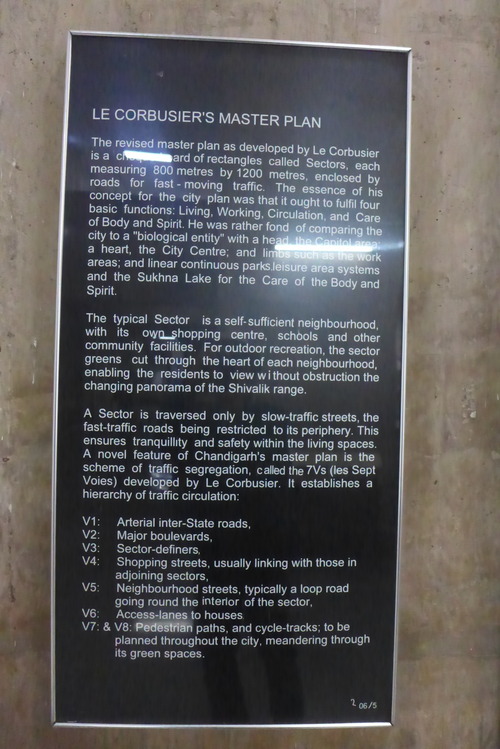 LE CORBUSIER'S MASTER PLAN
The revised master plan as developed by Le Corbusier
is a chequerboard of rectangles called Sectors, each
measuring 800 metres by 1200 metres, enclosed by
roads for fast - moving traffic. The essence of his
concept for the city plan was that it ought to fulfil four
basic functions: Living, Working, Circulation, and Care
of Body and Spirit. He was rather fond of comparing the
city to a "biological entity" with a head, the Capitol area;
a heart, the City Centre; and limbs such as the work
areas; and linear continuous parks.leisure area systems
and the Sukhna Lake for the Care of the Body and
Spirit.
The typical Sector is a self-sufficient neighbourhood,
with its own shopping centre, schools and other
community facilities. For outdoor recreation, the sector
greens cut through the heart of each neighbourhood,
enabling the residents to view without obstruction the
changing panorama of the Shivalik range.
A Sector is traversed only by slow-traffic streets, the
fast-traffic roads being restricted to its periphery. This
ensures tranquillity and safety within the living spaces.
A novel feature of Chandigarh's master plan is the
scheme of traffic segregation, called the 7Vs (les Sept
Voies) developed by Le Corbusier. It establishes a
hierarchy of traffic circulation:
V1: Arterial inter-State roads,
V2: Major boulevards,
V3: Sector-definers,
V4: Shopping streets, usually linking with those in
adjoining sectors,
V5: Neighbourhood streets, typically a loop road
going round the interior of the sector,
V6: Access-lanes to houses
V7: & V8: Pedestrian paths, and cycle-tracks; to be
planned throughout the city, meandering through
its green spaces.
2 06/5